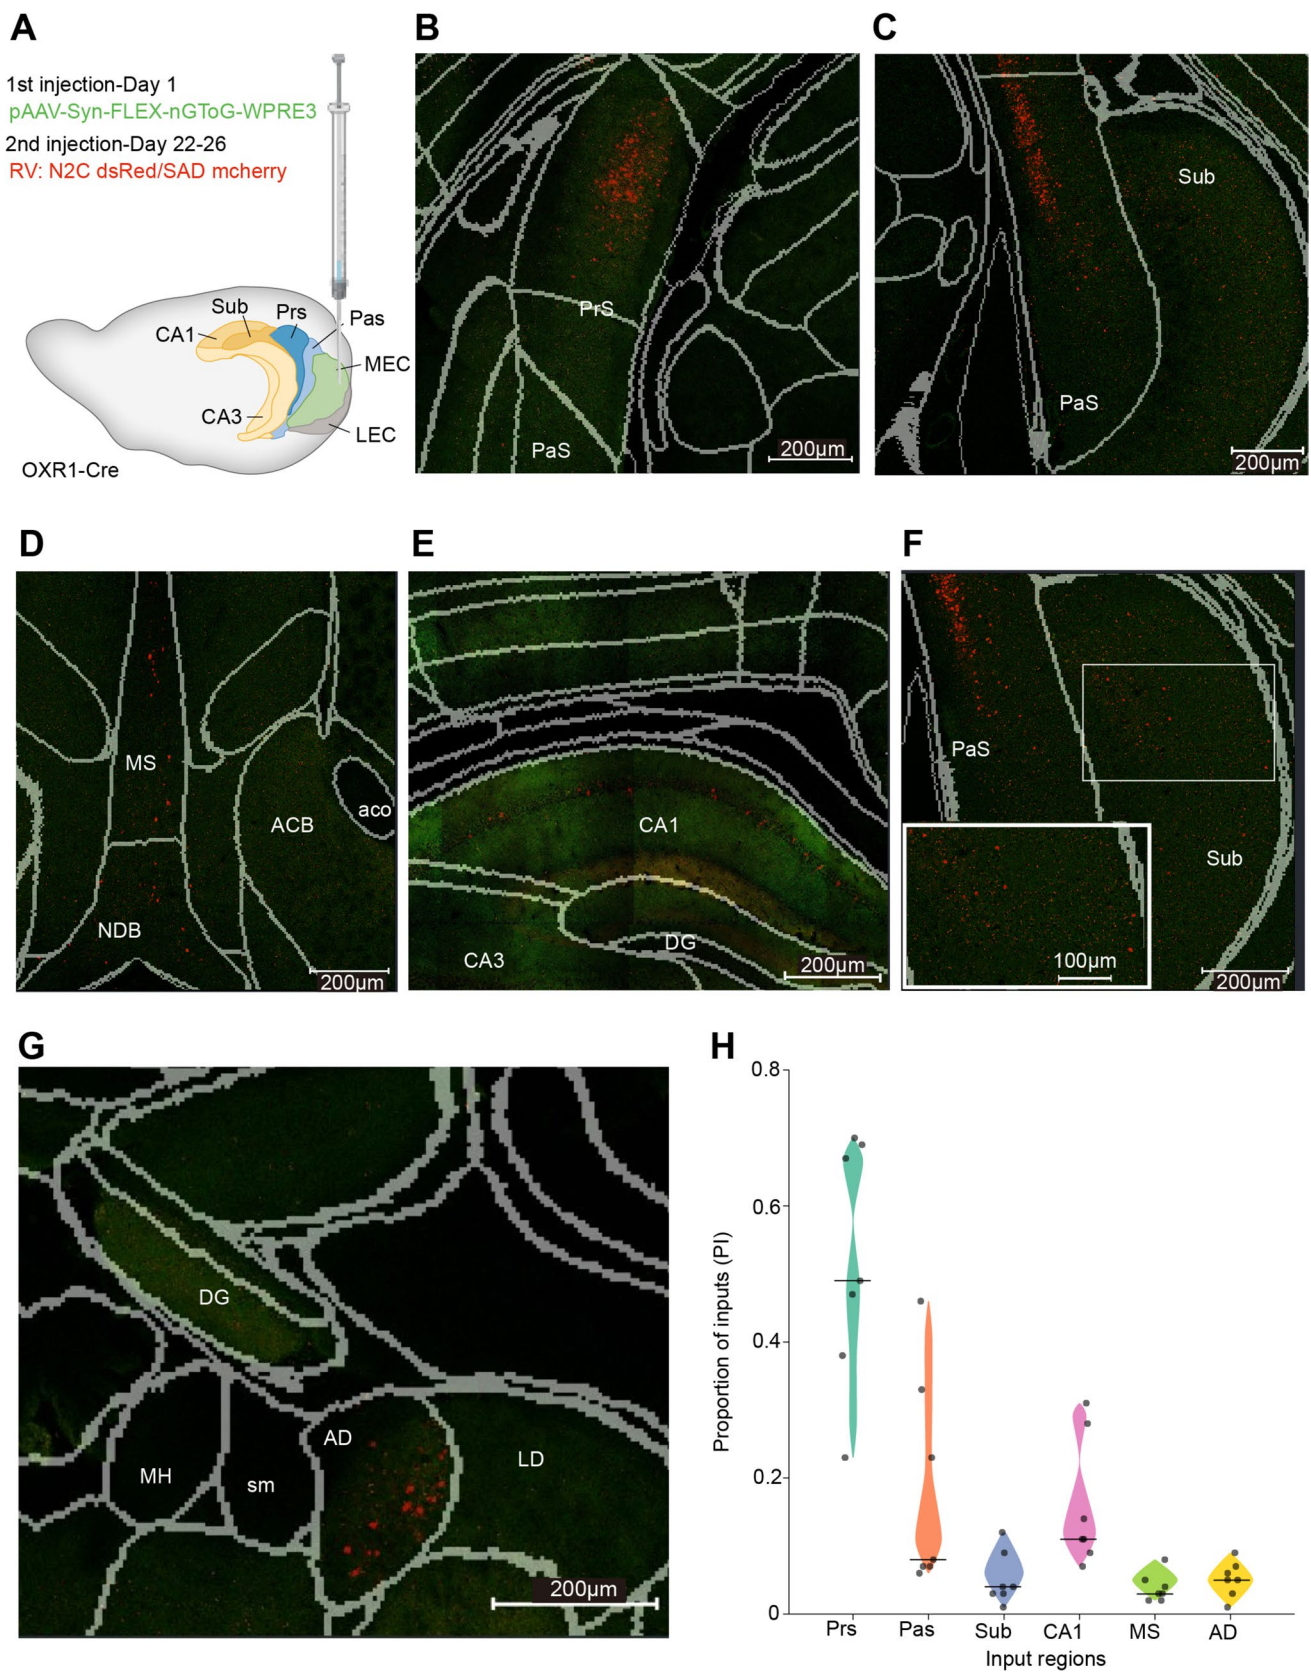 A
1st injection-Day 1
pAAV-Syn-FLEX-nGToG-WPRE3
2nd injection-Day 22-26
RV: N2C dsRed/SAD mcherry
Sub
Prs
Pas
CA1
MEC
CA3
LEC
OXR1-Cre
B
PrS
PaS
200µm
C
Sub
PaS
200µm
D
MS
ACB
aco
NDB
200µm
E
CA1
DG
CA3
200µm
F
PaS
Sub
100µm
200µm
G
DG
AD
LD
MH
sm
200µm
H
0.8
0.6
0.4
0.2
0
Proportion of inputs (PI)
Prs
Pas
Sub
CA1
MS
AD
Input regions